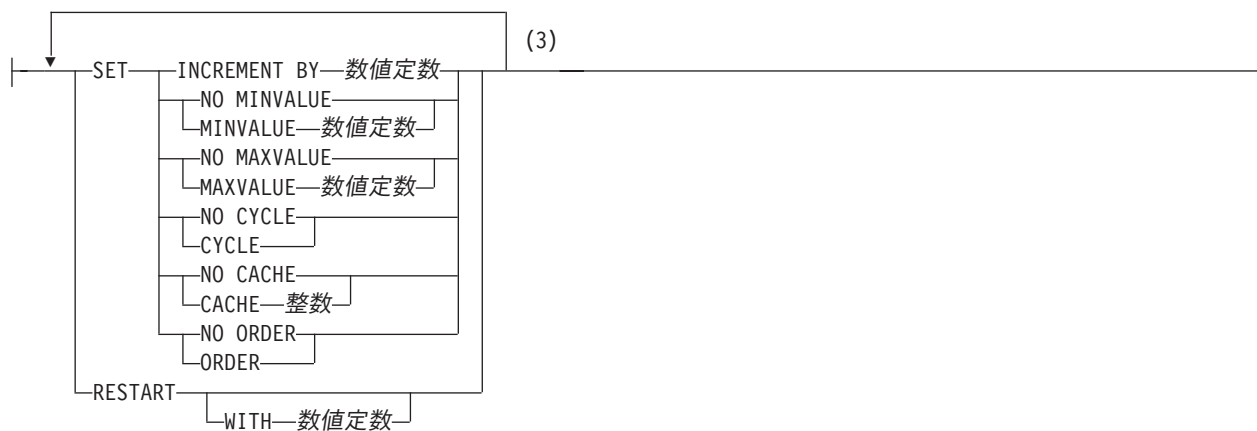 (3)
SET INCREMENT BY 数値定数
NO MINVALUE
MINVALUE 数値定数
NO MAXVALUE
MAXVALUE 数値定数
NO CYCLE
CYCLE
NO CACHE
CACHE 整数
NO ORDER
ORDER
RESTART
WITH 数値定数